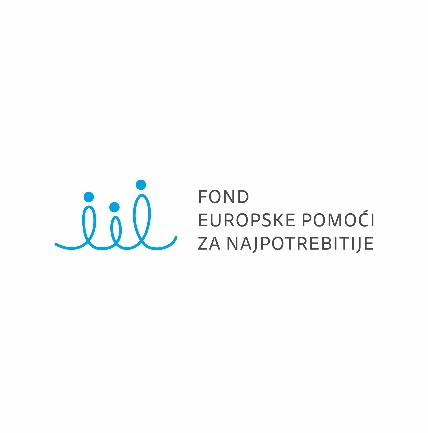 FOND
EUROPSKE POMOĆI
ZA NAJPOTREBITIJE